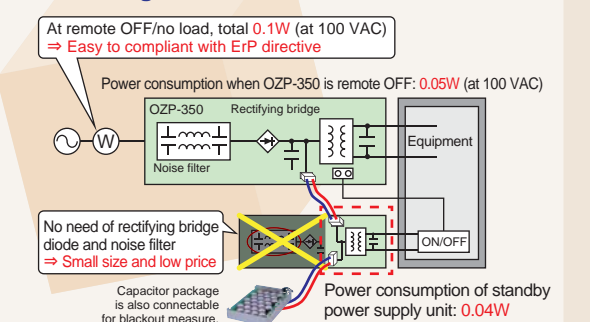 At remote OFF/no load, total 0.1W (at 100 VAC)
⇒ Easy to compliant with ErP directive
Power consumption when OZP-350 is remote OFF: 0.05W (at 100 VAC)
OZP-350
Rectifying bridge
W
Noise filter
Equipment
No need of rectifying bridge
diode and noise filter
⇒ Small size and low price
ON/OFF
Capacitor package
is also connectable
for blackout measure.
Power consumption of standby
power supply unit: 0.04W